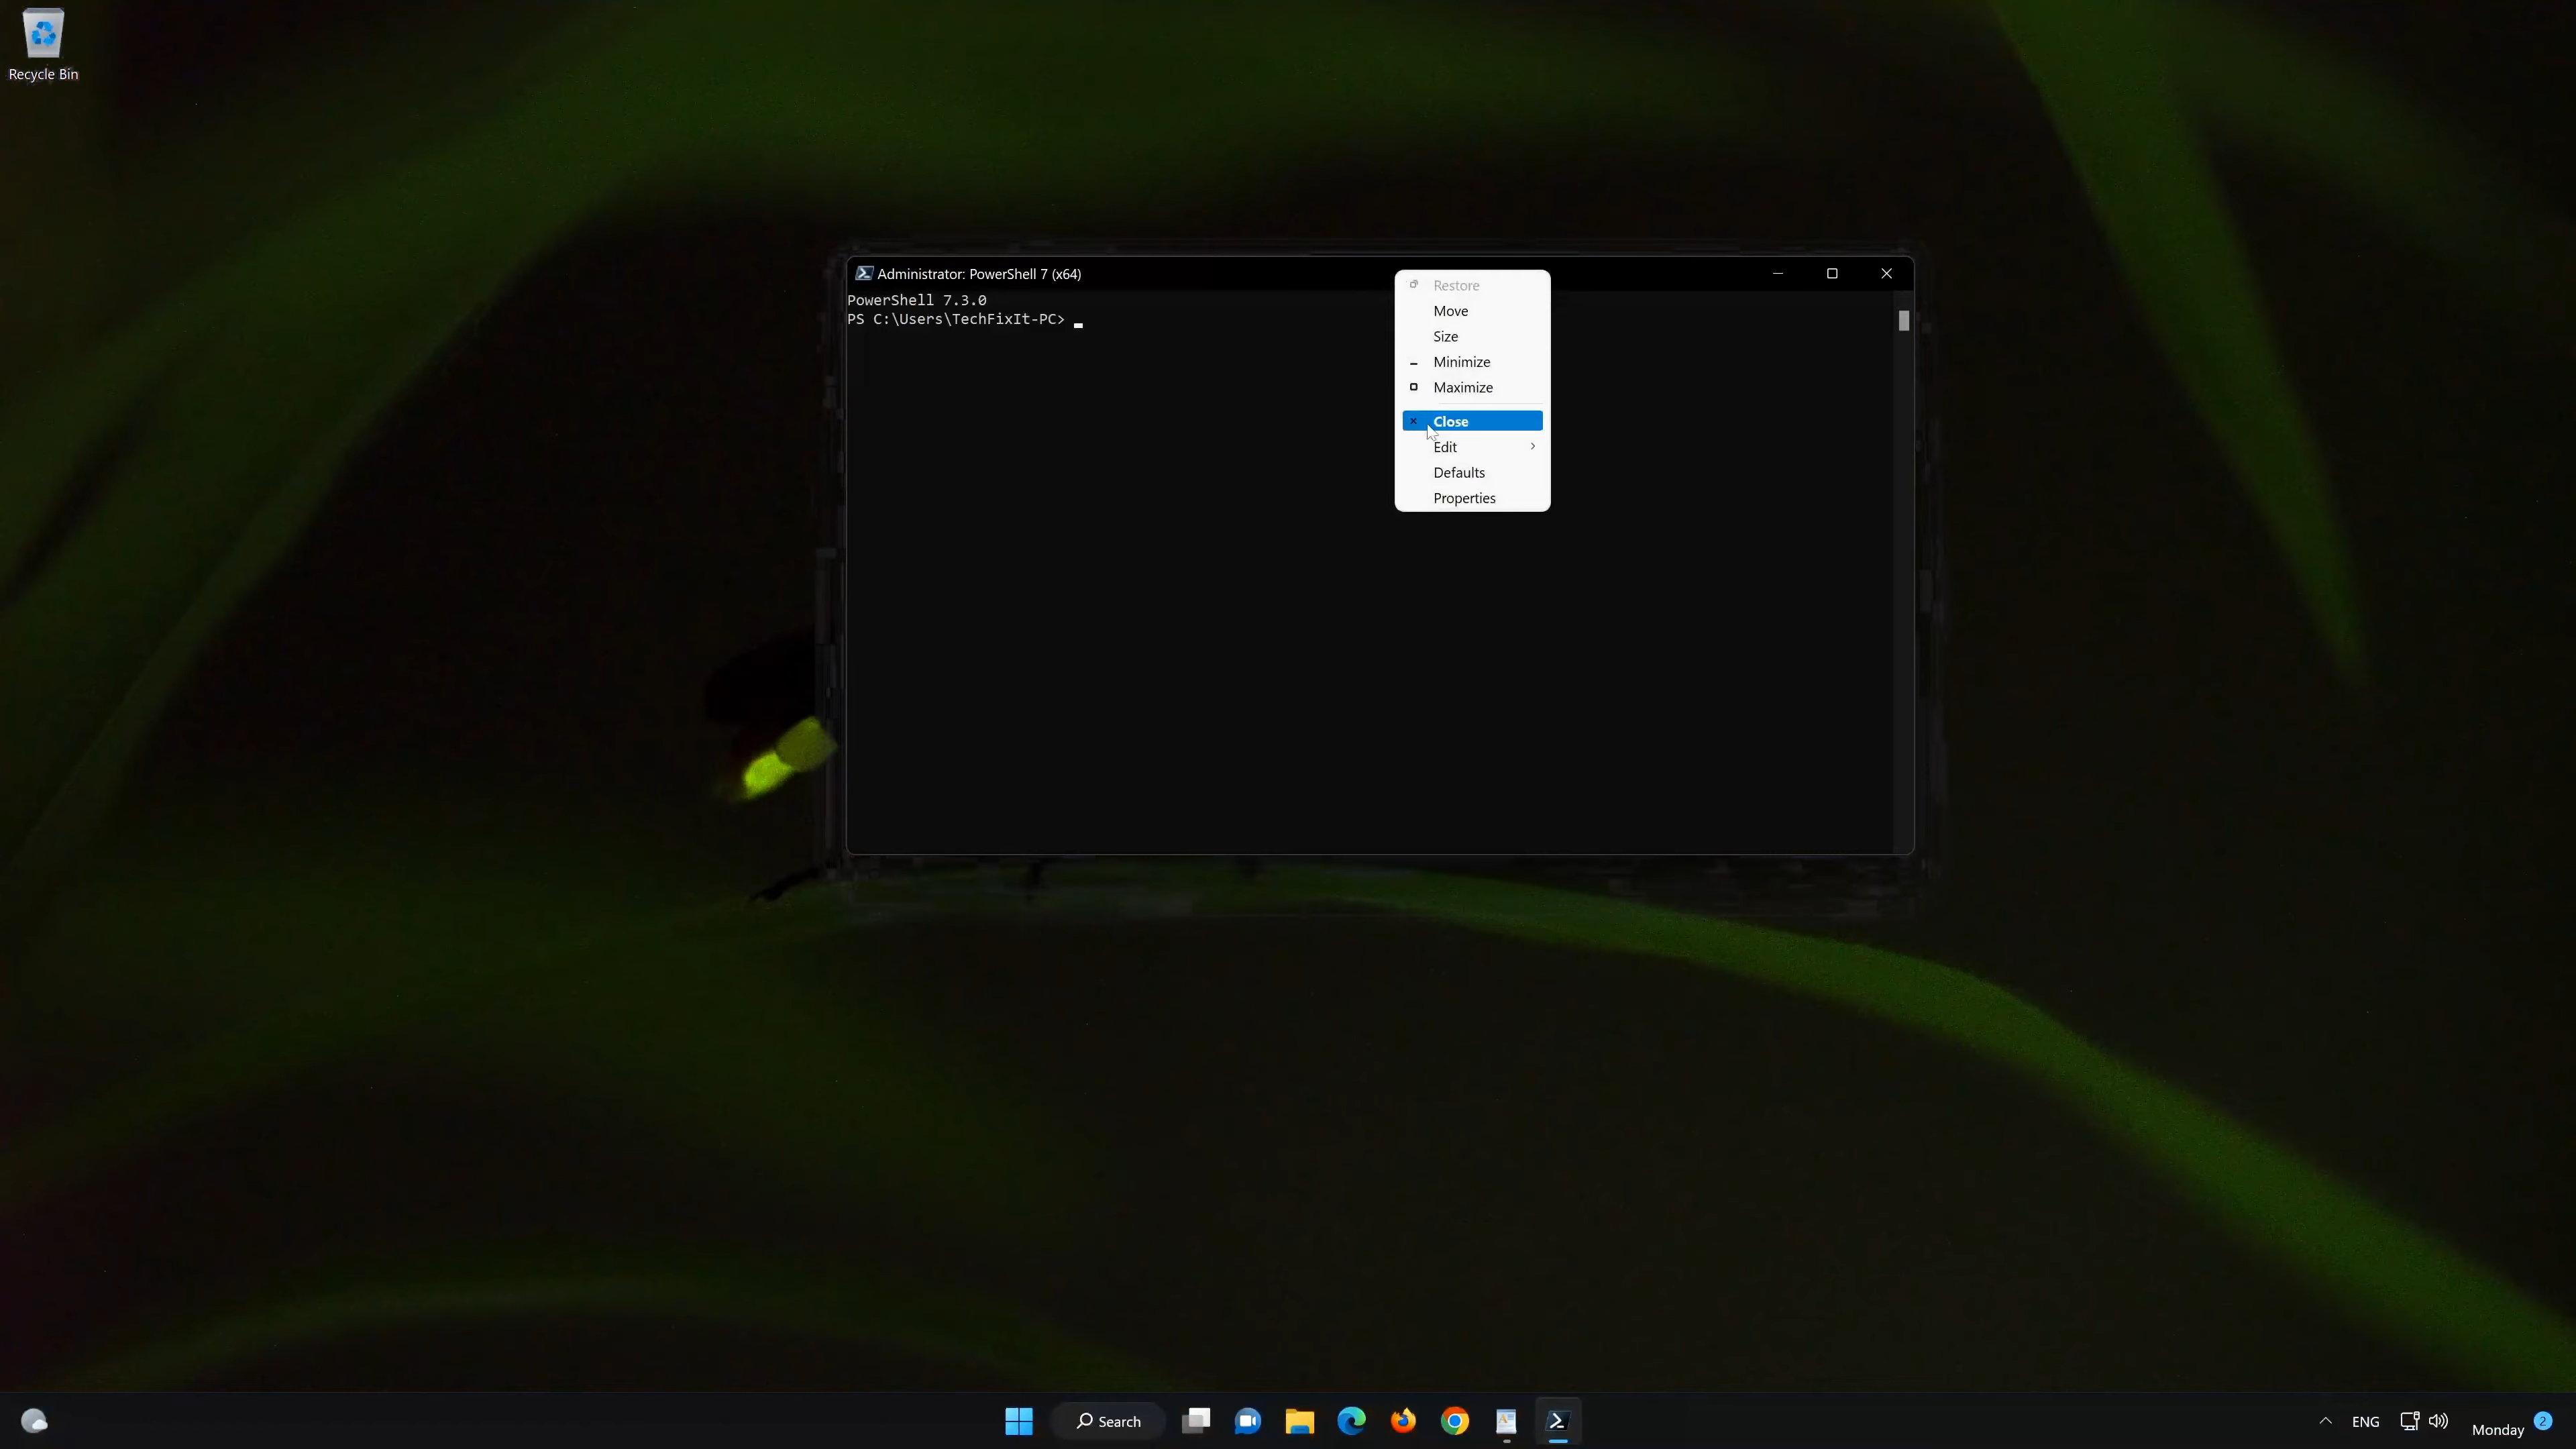 Recycle Bin
Administrator: PowerShell 7 (x64)
PowerShell 7.3.0
PS C:\Users\TechFixIt-PC>
Restore
Move
Size
Minimize
Maximize
Close
Edit
Defaults
Properties
Search
ENG
Monday
2